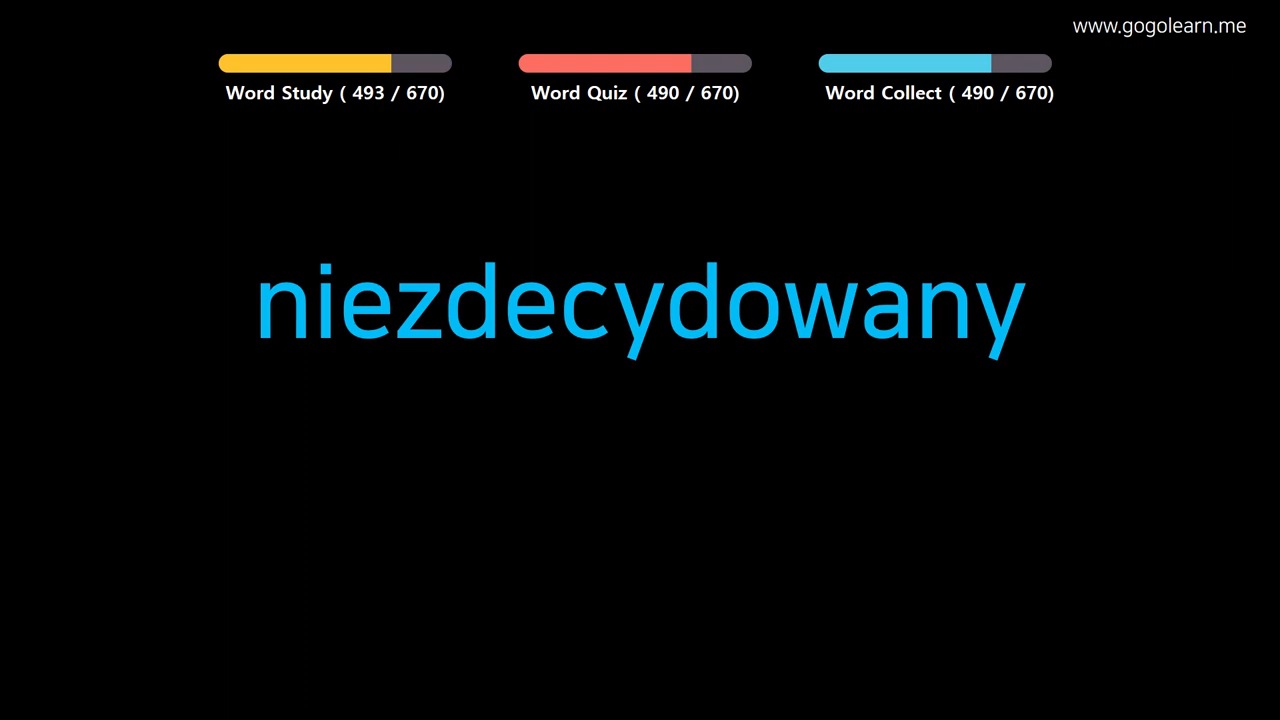 www.gogolearn.me
Word Study ( 493 / 670)
Word Quiz ( 490 / 670)
Word Collect ( 490 / 670)
niezdecydowany